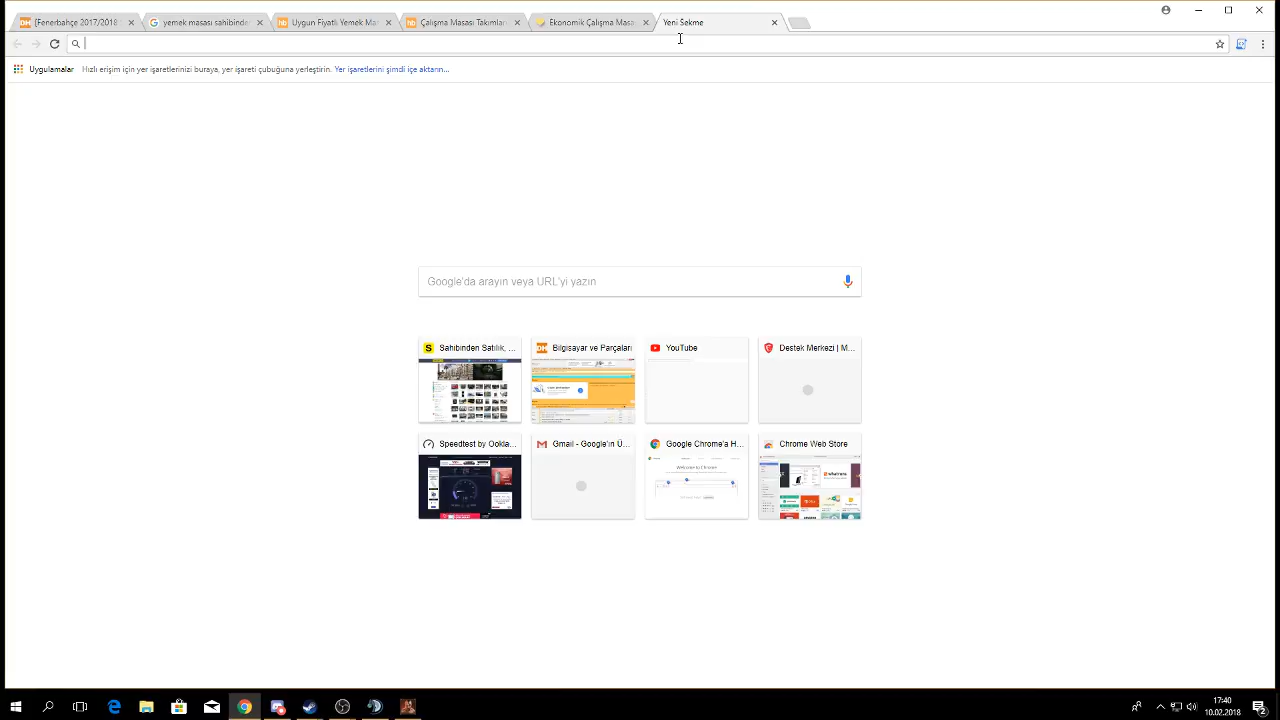 [Fenerbahçe 2017/2018
yemek masası sahibinden
Uygun Fiyatlı Yemek Mas
Çalışma Masası Takımları
Ekonomik Çalışma Masa
Yeni Sekme
Uygulamalar
Hızlı erişim için yer işaretlerinizi buraya, yer işareti çubuğuna yerleştirin. Yer işaretlerini şimdi içe aktarın...
Google'da arayın veya URL'yi yazın
Sahibinden Satılık, ...
Bilgisayar ve Parçaları
YouTube
Destek Merkezi | M...
Speedtest by Ookla...
Gmail - Google'ın Ü...
Google Chrome'a H...
Chrome Web Store
17:40
10.02.2018
2